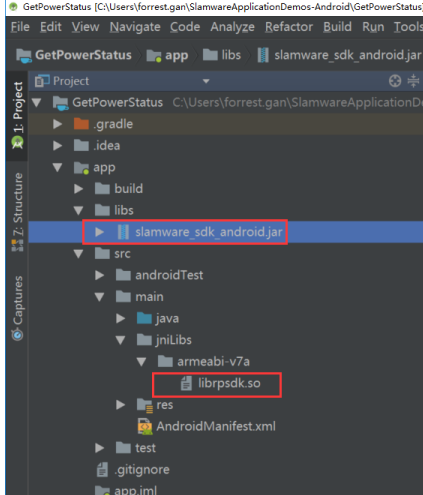 GetPowerStatus [C:\Users\forrest.gan\SlamwareApplicationDemos-Android\GetPowerStatus]
File Edit View Navigate Code Analyze Refactor Build Run Tools
GetPowerStatus app libs slamware_sdk_android.jar
1: Project
Z: Structure
Captures
Project
GetPowerStatus C:\Users\forrest.gan\SlamwareApplicationD
.gradle
.idea
app
build
libs
slamware_sdk_android.jar
src
androidTest
main
java
jniLibs
armeabi-v7a
librpsdk.so
res
AndroidManifest.xml
test
.gitignore
app.iml